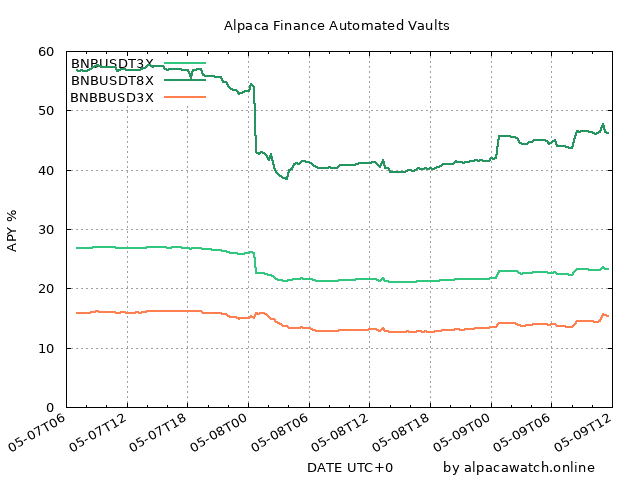 Alpaca Finance Automated Vaults
60
BNBUSDT3X
BNBUSDT8X
BNBBUSD3X
50
40
30
20
10
0
APY %
05-07T06
05-07T12
05-07T18
05-08T00
05-08T06
05-08T12
05-08T18
05-09T00
05-09T06
05-09T12
DATE UTC+0
by alpacawatch.online